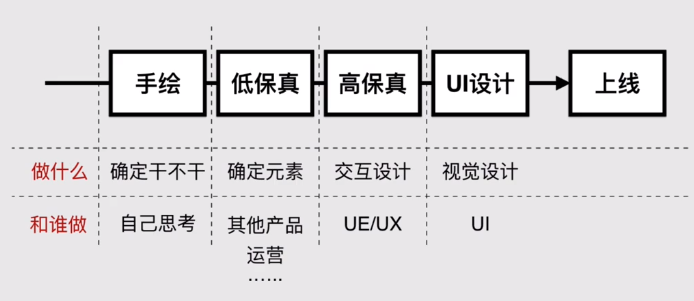 手绘 低保真 高保真 UI设计 上线
做什么 确定干不干 确定元素 交互设计 视觉设计
和谁做 自己思考 其他产品 UE/UX UI
运营
……